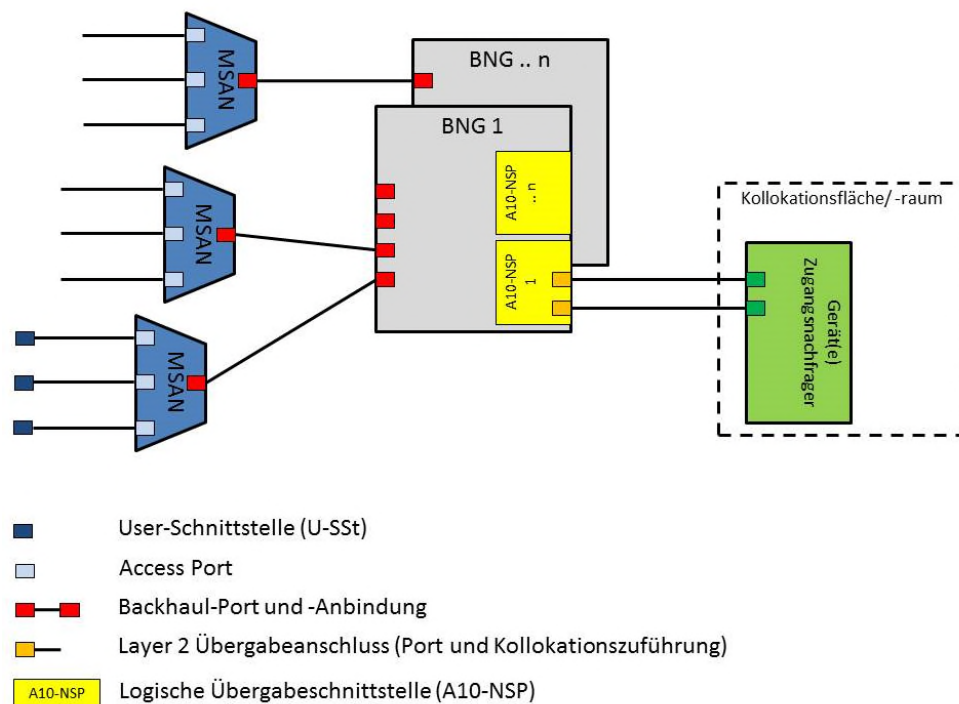 MSAN
BNG .. n
BNG 1
MSAN
A10-NSP
.. n
Kollokationsfläche/ -raum
A10-NSP
1
Gerät(e)
Zugangsnachfrager
MSAN
User-Schnittstelle (U-SSt)
Access Port
Backhaul-Port und -Anbindung
Layer 2 Übergabeanschluss (Port und Kollokationszuführung)
A10-NSP
Logische Übergabeschnittstelle (A10-NSP)